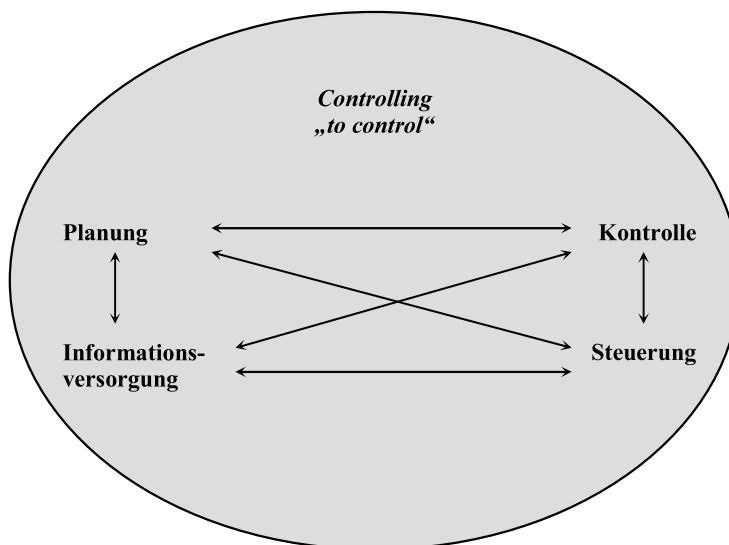 Controlling
„to control“
Planung
Kontrolle
Informations-
versorgung
Steuerung